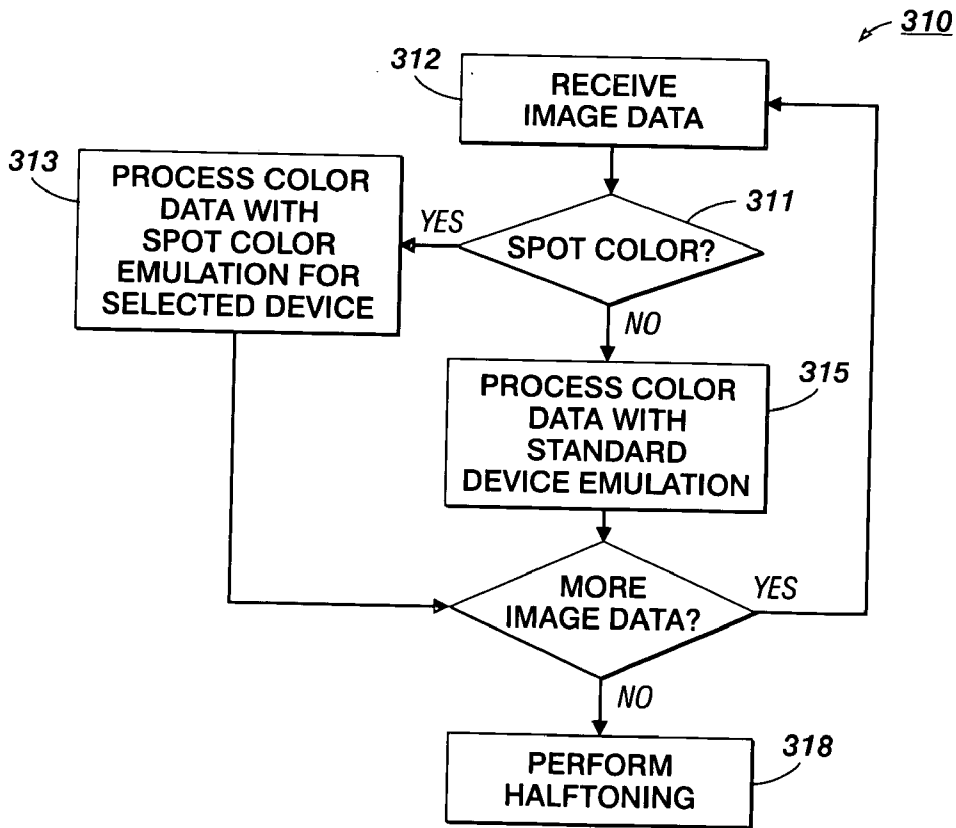 310
312
RECEIVE
IMAGE DATA
313
PROCESS COLOR
DATA WITH
SPOT COLOR
EMULATION FOR
SELECTED DEVICE
YES
311
SPOT COLOR?
NO
315
PROCESS COLOR
DATA WITH
STANDARD
DEVICE EMULATION
MORE
IMAGE DATA?
YES
NO
318
PERFORM
HALFTONING